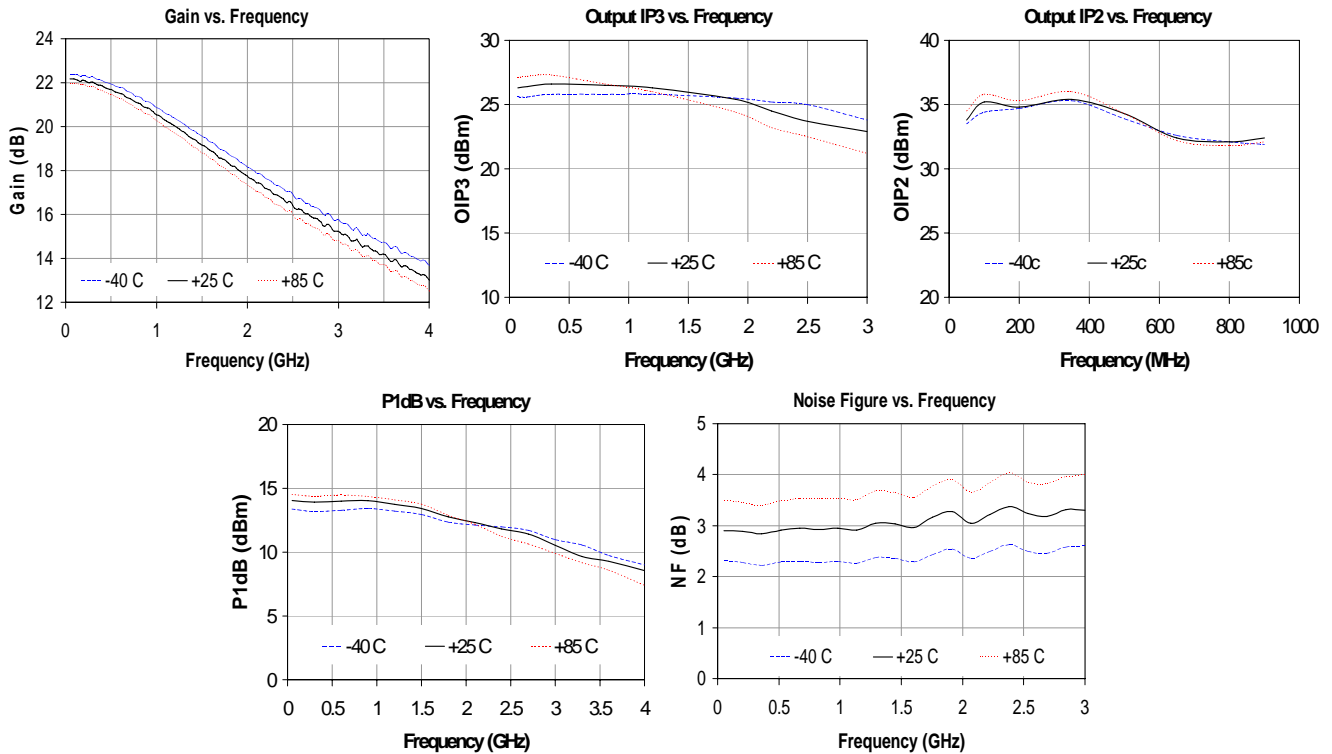 Gain vs. Frequency
24
22
20
18
16
14
12
Gain (dB)
-40 C +25 C +85 C
0 1 2 3 4
Frequency (GHz)
Output IP3 vs. Frequency
30
25
20
15
10
OIP3 (dBm)
-40 C +25 C +85 C
0 0.5 1 1.5 2 2.5 3
Frequency (GHz)
Output IP2 vs. Frequency
40
35
30
25
20
OIP2 (dBm)
-40c +25c +85c
0 200 400 600 800 1000
Frequency (MHz)
P1dB vs. Frequency
20
15
10
5
0
P1dB (dBm)
-40 C +25 C +85 C
0 0.5 1 1.5 2 2.5 3 3.5 4
Frequency (GHz)
Noise Figure vs. Frequency
5
4
3
2
1
0
NF (dB)
-40 C +25 C +85 C
0 0.5 1 1.5 2 2.5 3
Frequency (GHz)